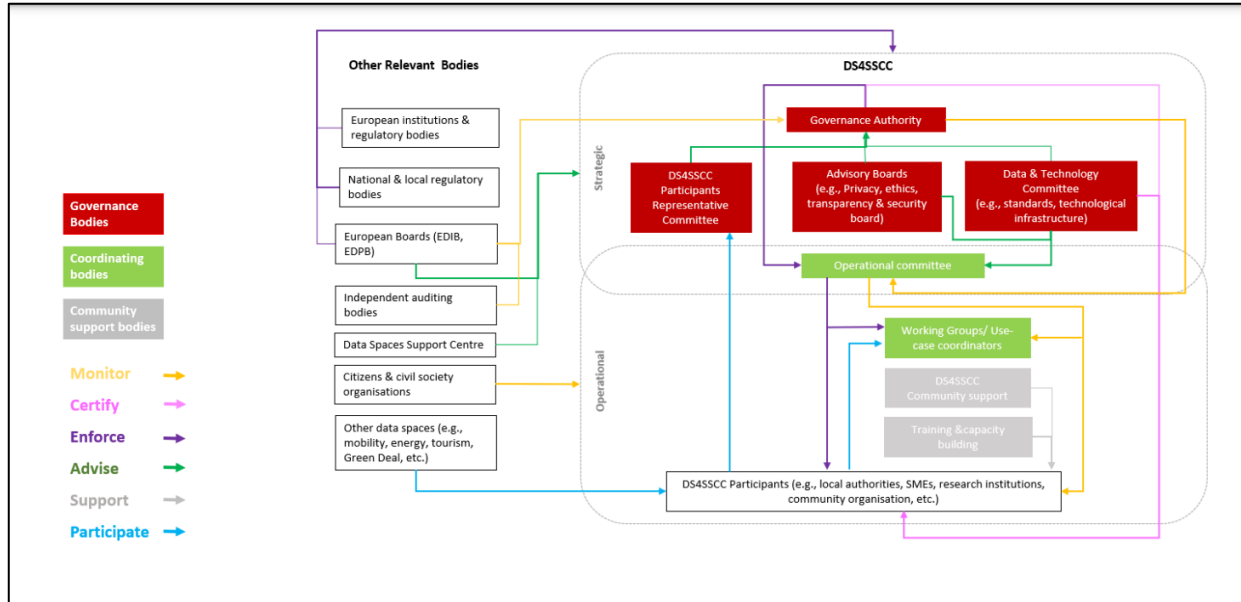 Other Relevant Bodies
DS4SSCC
European institutions &
regulatory bodies
National & local regulatory
bodies
European Boards (EDIB,
EDPB)
Independent auditing
bodies
Data Spaces Support Centre
Citizens & civil society
organisations
Other data spaces (e.g.,
mobility, energy, tourism,
Green Deal, etc.)
Governance
Bodies
Coordinating
bodies
Community
support bodies
Monitor
Certify
Enforce
Advise
Support
Participate
Strategic
Operational
Governance Authority
DS4SSCC
Participants
Representative
Committee
Advisory Boards
(e.g., Privacy, ethics,
transparency & security
board)
Data & Technology
Committee
(e.g., standards, technological
infrastructure)
Operational committee
Working Groups/ Use-
case coordinators
DS4SSCC
Community support
Training &capacity
building
DS4SSCC Participants (e.g., local authorities, SMEs, research institutions,
community organisation, etc.)